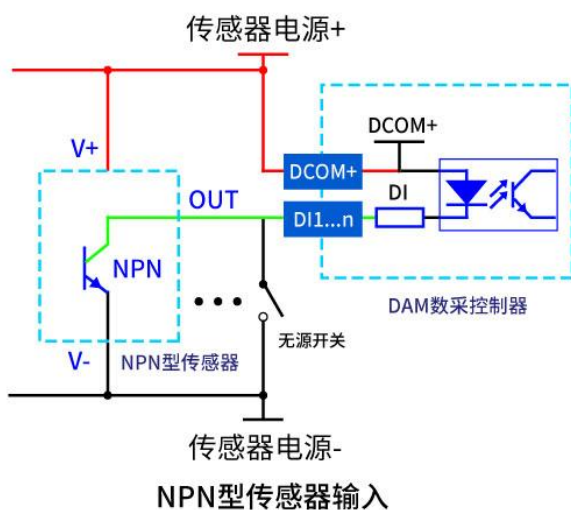 传感器电源+
DCOM+
V+
DCOM+
DI
OUT
DI1...n
NPN
DAM数采控制器
无源开关
V-
NPN型传感器
传感器电源-
NPN型传感器输入